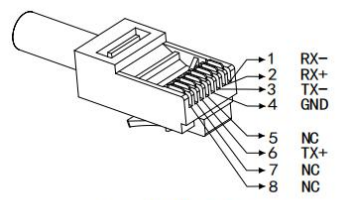 1 RX-
2 RX+
3 TX-
4 GND
5 NC
6 TX+
7 NC
8 NC